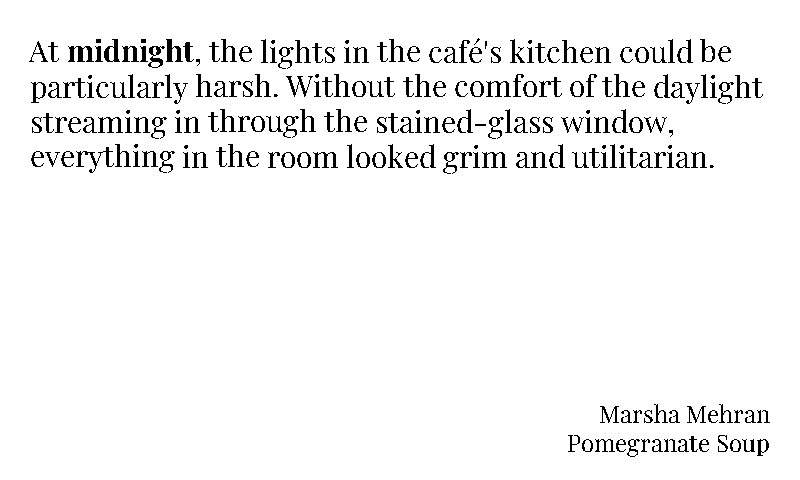 At midnight, the lights in the café's kitchen could be
particularly harsh. Without the comfort of the daylight
streaming in through the stained-glass window,
everything in the room looked grim and utilitarian.
Marsha Mehran
Pomegranate Soup